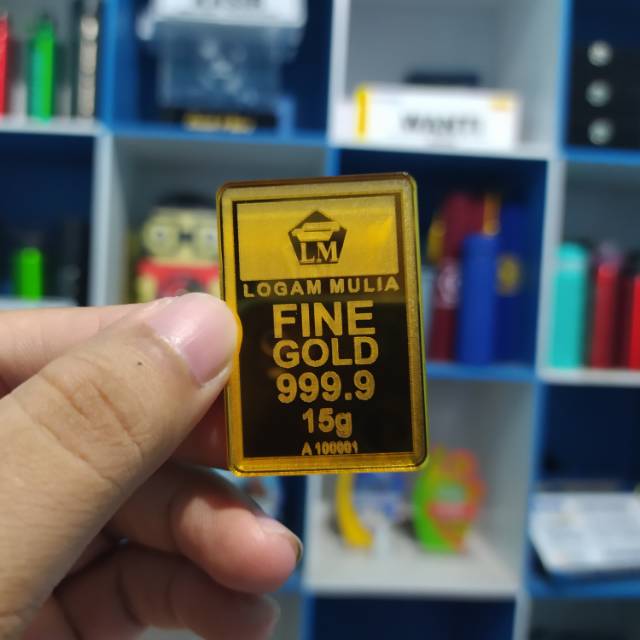 LM
LOGAM MULIA
FINE
GOLD
999.9
15g
A 100001